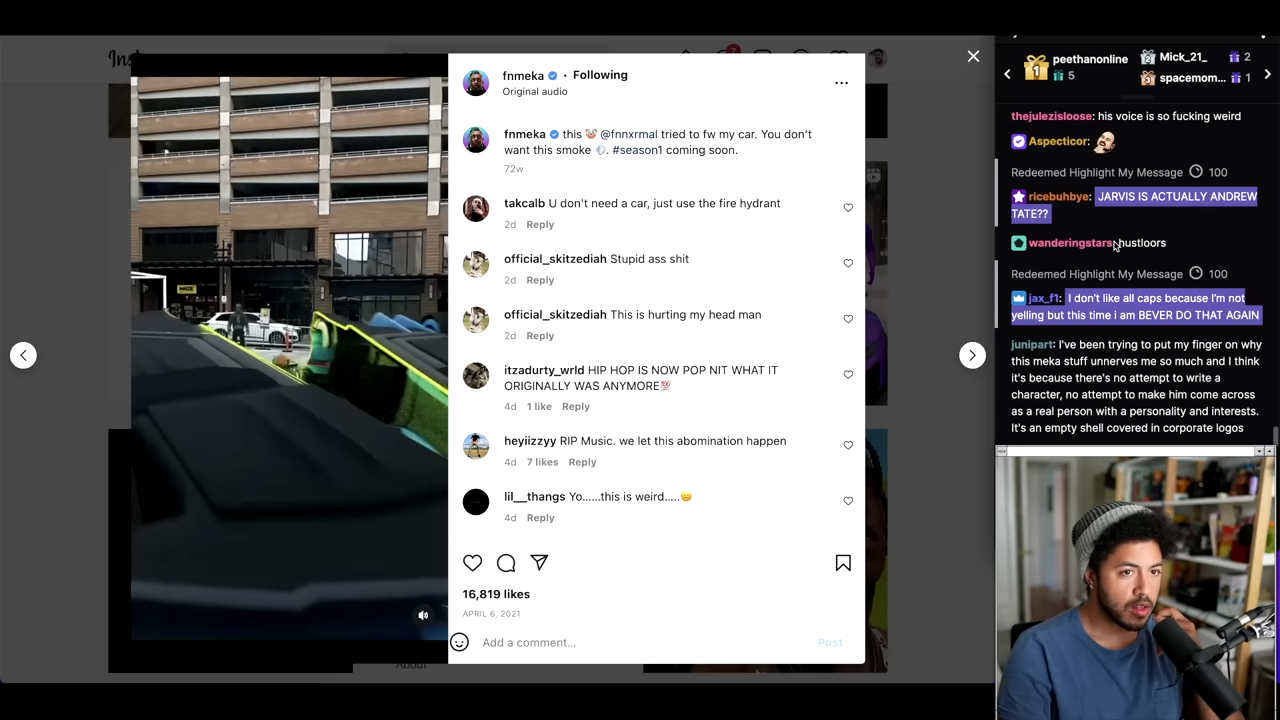 Ins
7
fnmeka • Following
Original audio
fnmeka this @fnnxrmal tried to fw my car. You don't
want this smoke. #season1 coming soon.
72w
takcalb U don't need a car, just use the fire hydrant
2d Reply
official_skitzediah Stupid ass shit
2d Reply
official_skitzediah This is hurting my head man
2d Reply
itzadurty_wrld HIP HOP IS NOW POP NIT WHAT IT
ORIGINALLY WAS ANYMORE💯
4d 1 like Reply
heyiizzyy RIP Music. we let this abomination happen
4d 7 likes Reply
lil__thangs Yo......this is weird.....
4d Reply
16,819 likes
APRIL 6, 2021
Add a comment...
Post
About
1 peethanonline
5
2 Mick_21_ 2
3 spacemom... 1
thejulezisloose: his voice is so fucking weird
Aspecticor:
Redeemed Highlight My Message 100
ricebuhbye: JARVIS IS ACTUALLY ANDREW
TATE??
wanderingstars: hustloors
Redeemed Highlight My Message 100
jax_f1: I don't like all caps because I'm not
yelling but this time i am BEVER DO THAT AGAIN
junipart: I've been trying to put my finger on why
this meka stuff unnerves me so much and I think
it's because there's no attempt to write a
character, no attempt to make him come across
as a real person with a personality and interests.
It's an empty shell covered in corporate logos